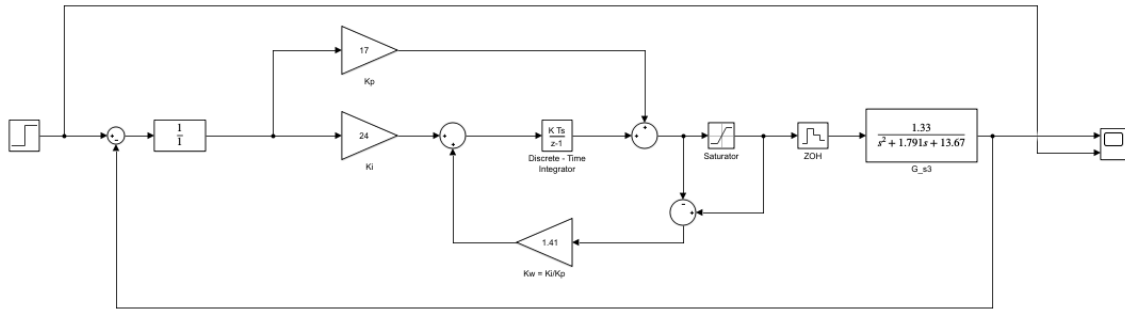 17
Kp
+
-
1
1
24
Ki
+
+
K Ts
z-1
Discrete - Time
Integrator
+
+
Saturator
ZOH
1.33
s² + 1.791s + 13.67
G_s3
-
+
1.41
Kw = Ki/Kp